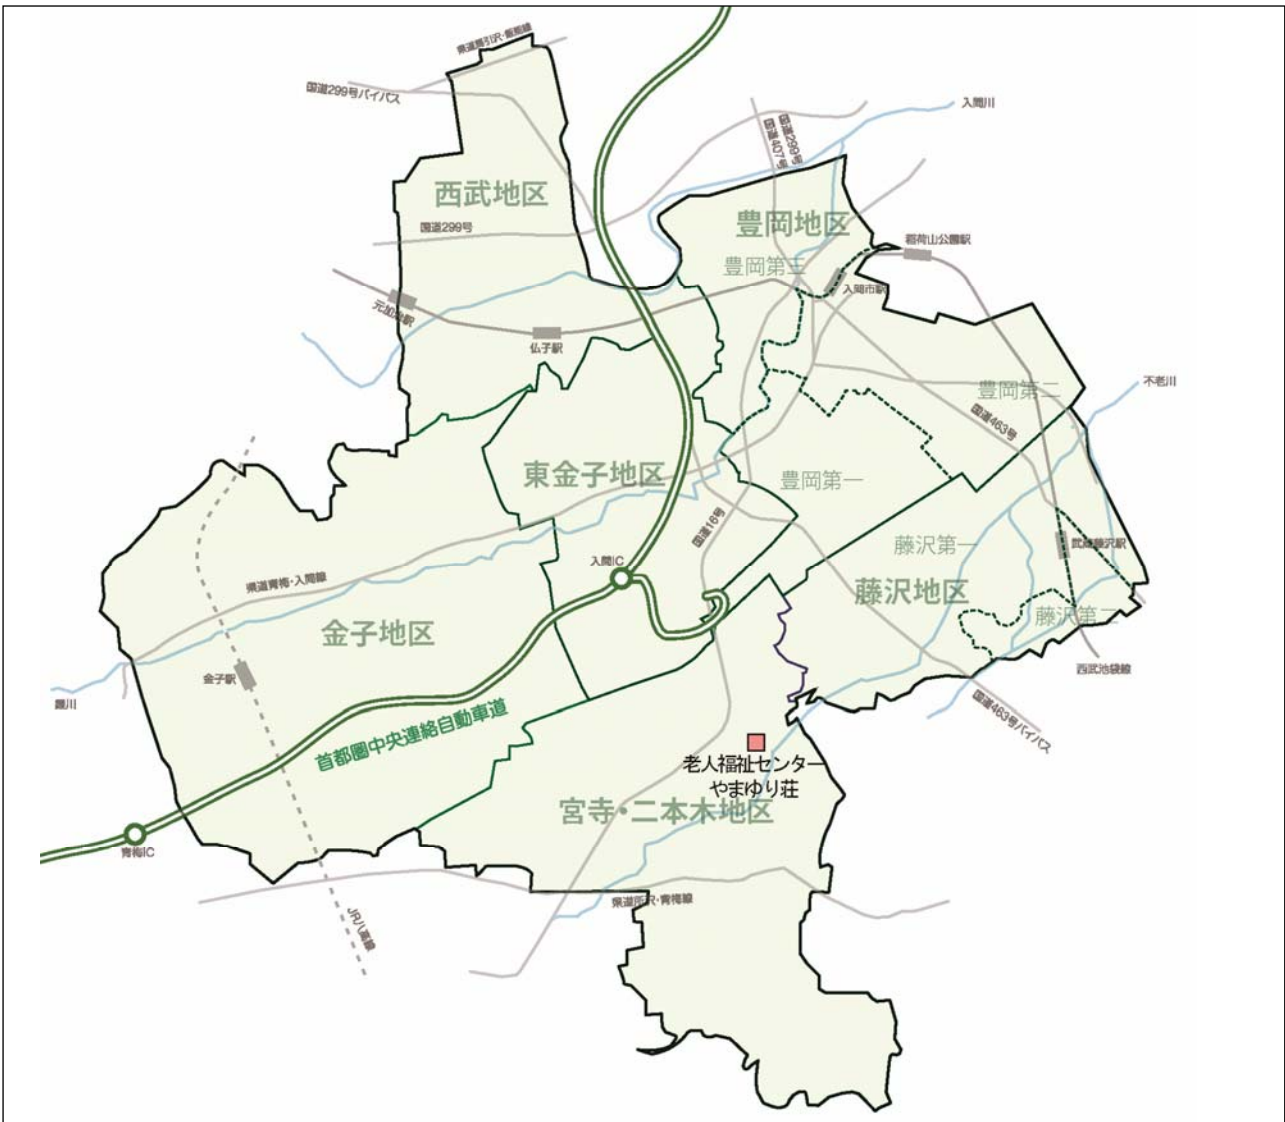 県道馬引沢・飯能線
国道299号バイパス
入間川
国道299号
国道407号
西武地区
国道299号
豊岡地区
稲荷山公園駅
豊岡第三
入間市駅
元加治駅
仏子駅
不老川
豊岡第二
国道463号
東金子地区
豊岡第一
国道16号
藤沢第一
武蔵藤沢駅
入間IC
県道青梅・入間線
藤沢地区
藤沢第二
金子地区
西武池袋線
金子駅
霞川
国道463号バイパス
首都圏中央連絡自動車道
老人福祉センター
やまゆり荘
宮寺・二本木地区
青梅IC
県道所沢・青梅線
JR八高線